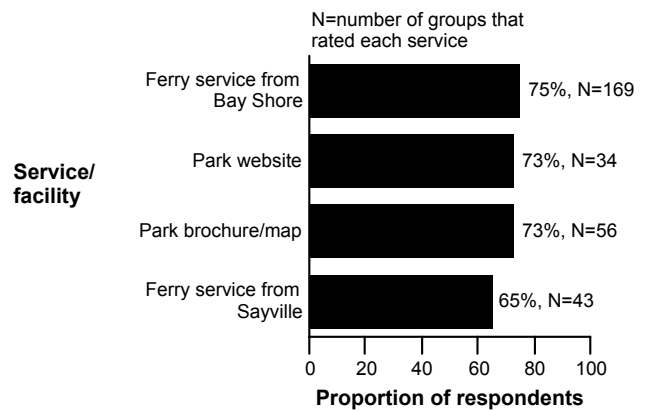 N=number of groups that
rated each service
Ferry service from
Bay Shore
75%, N=169
Park website
73%, N=34
Service/
facility
Park brochure/map
73%, N=56
Ferry service from
Sayville
65%, N=43
0 20 40 60 80 100
Proportion of respondents